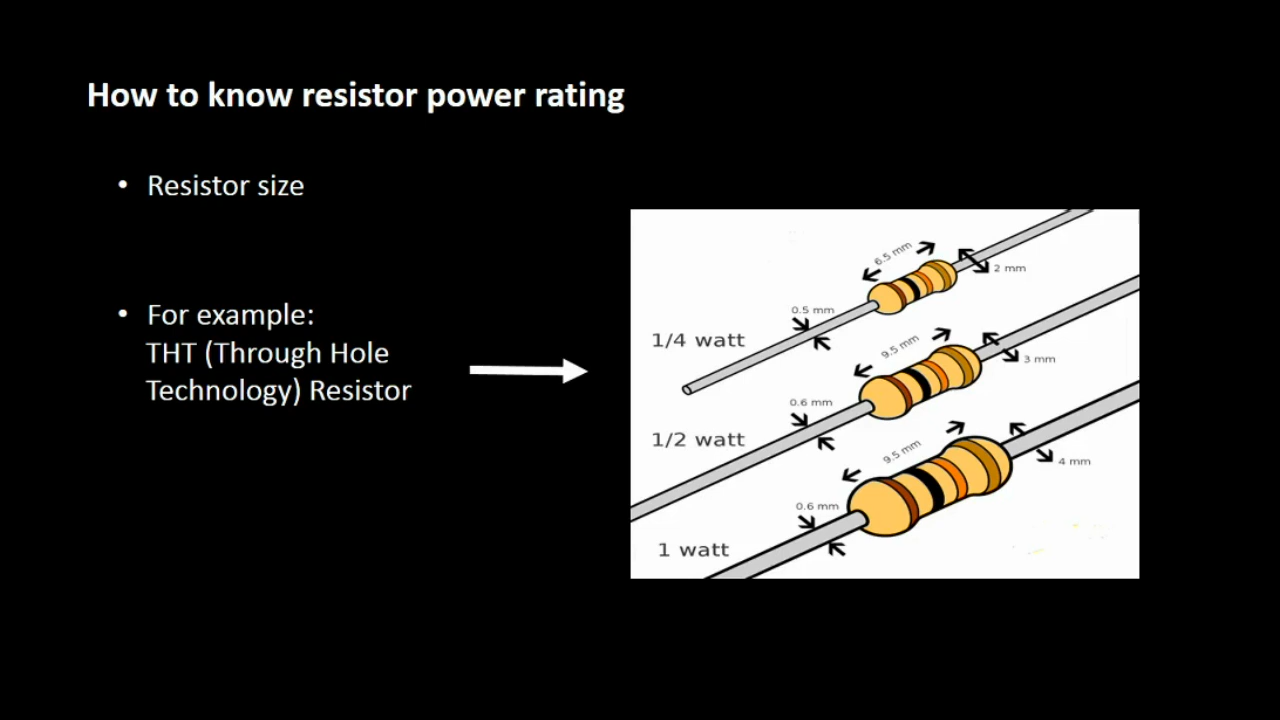 How to know resistor power rating
• Resistor size
• For example:
THT (Through Hole
Technology) Resistor
6.5 mm
2 mm
0.5 mm
1/4 watt
9.5 mm
3 mm
0.6 mm
1/2 watt
9.5 mm
4 mm
0.6 mm
1 watt